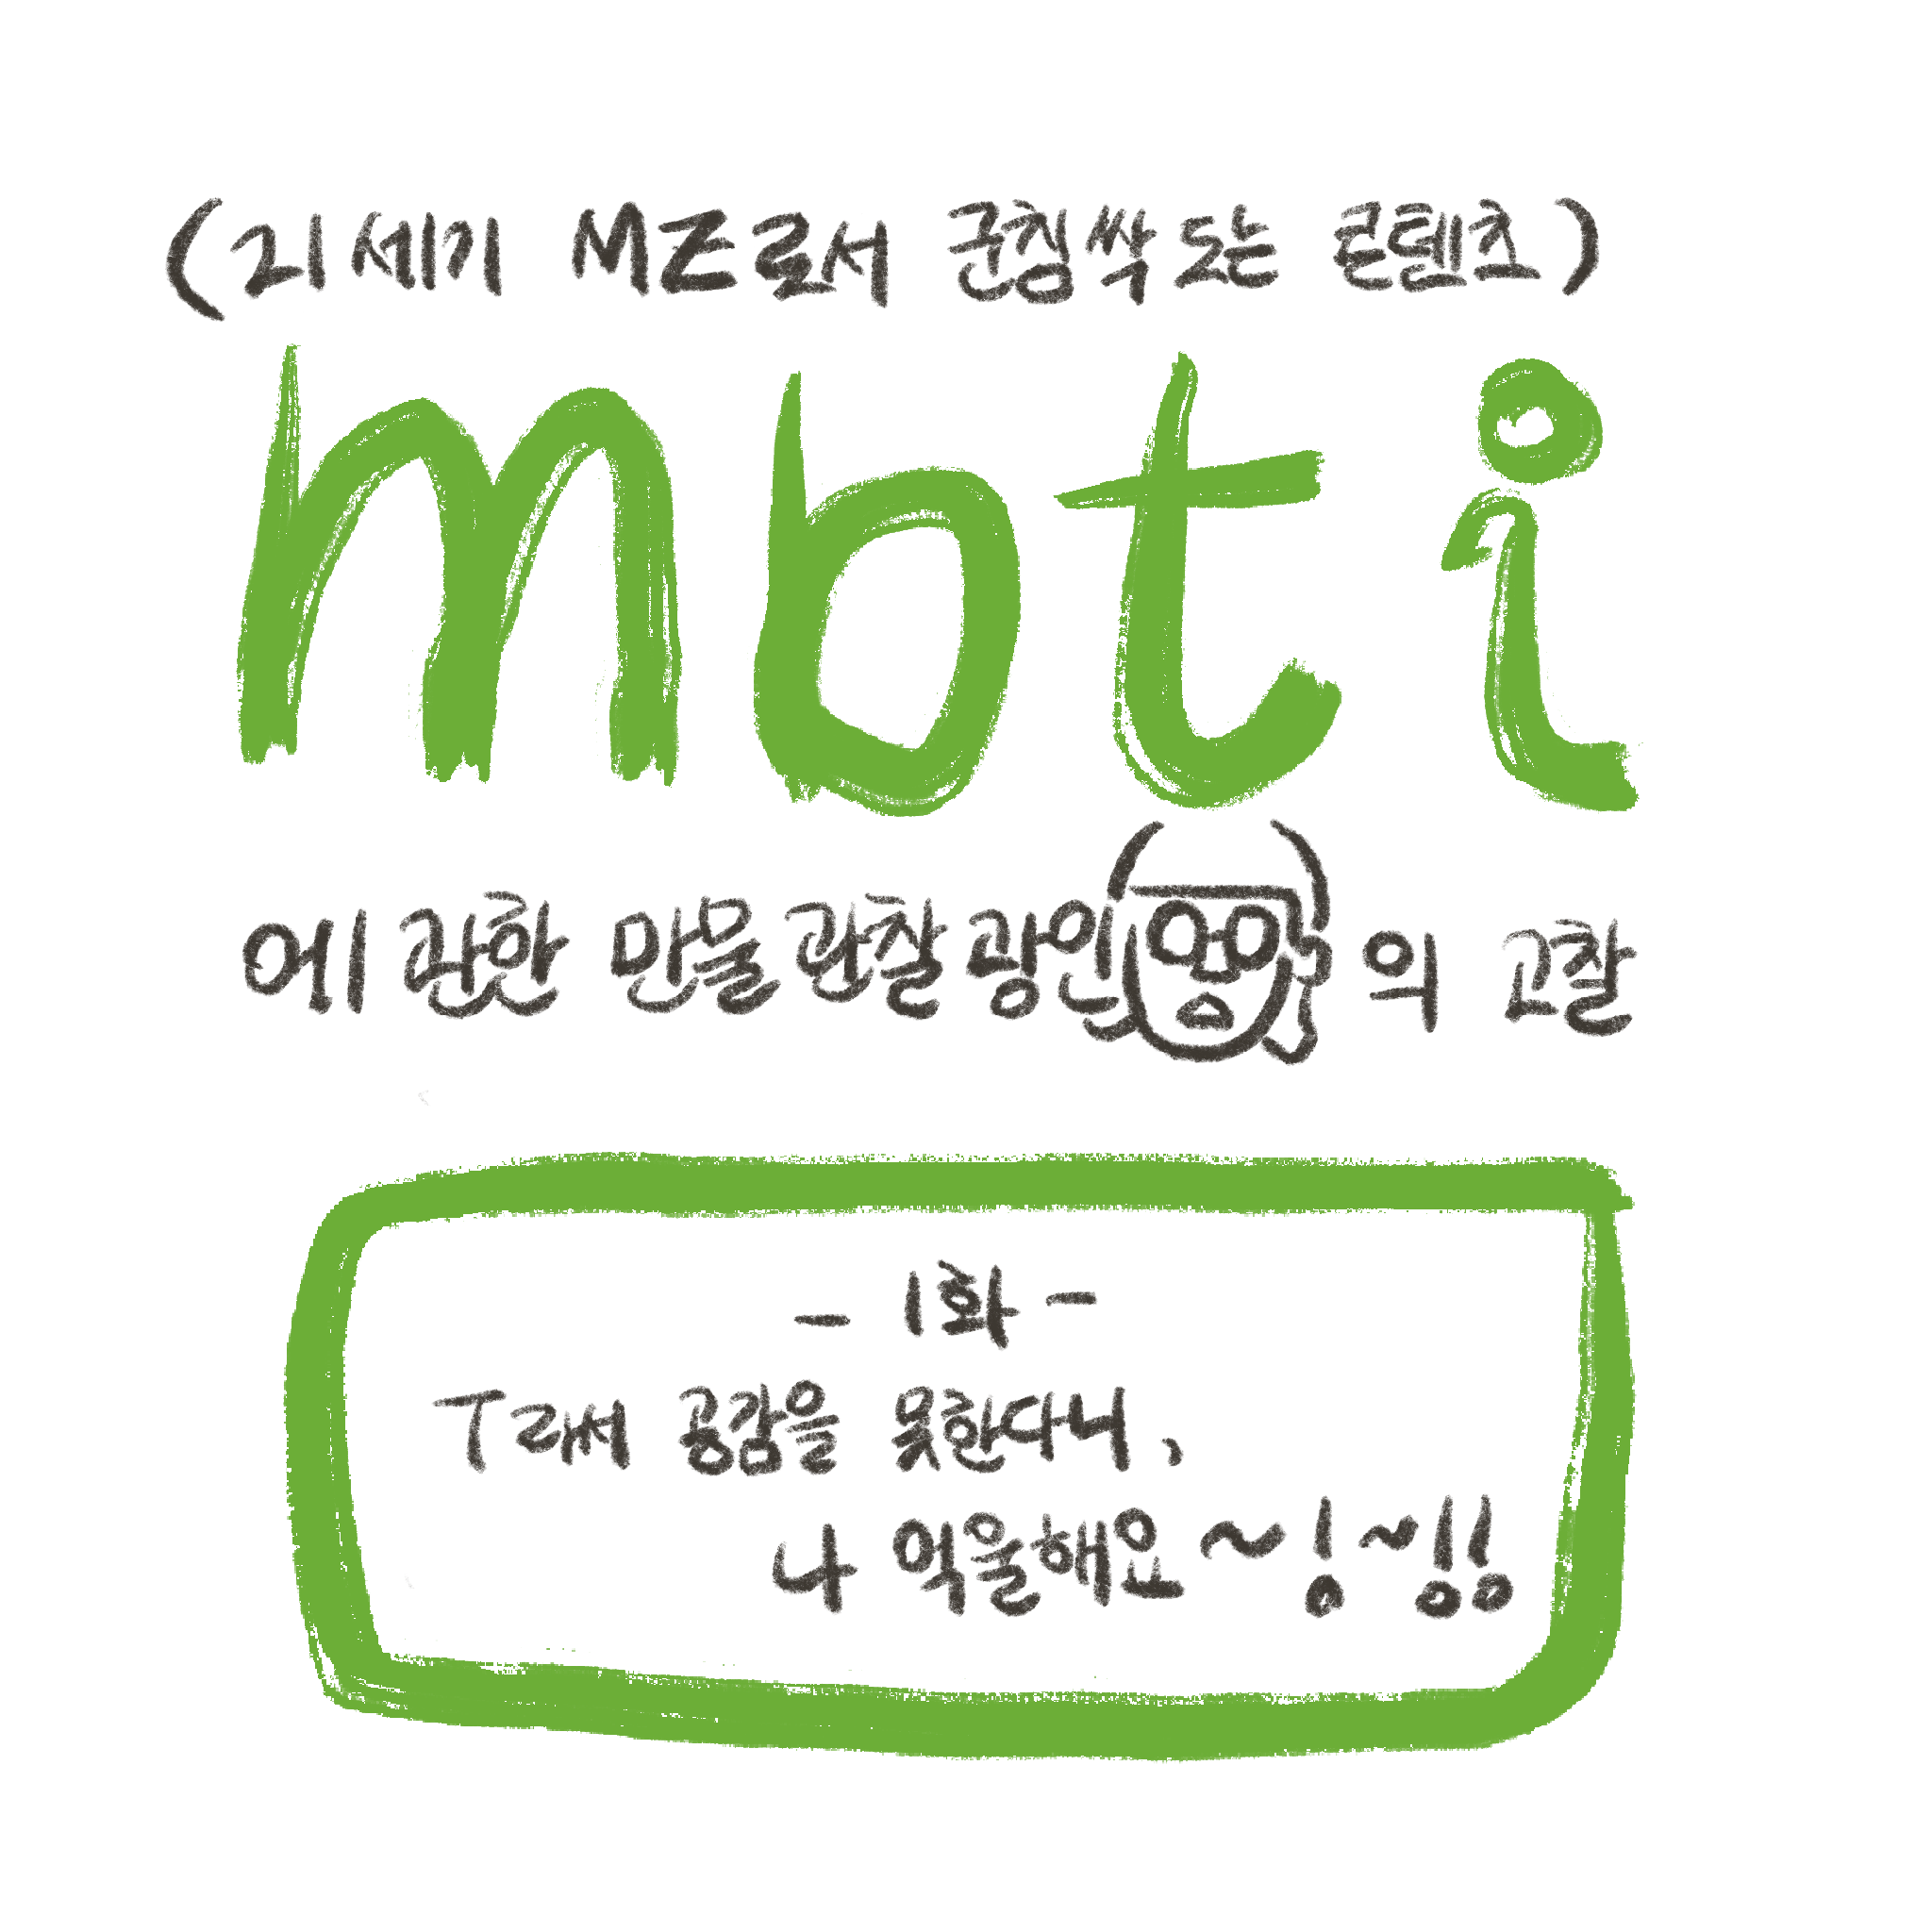 (21세기 MZ로서 군침싹도는 콘텐츠)
mbti
에 관한 만물관찰광인의 고찰
- 1화 -
T라서 공감을 못한다니,
나 억울해요~!~!!